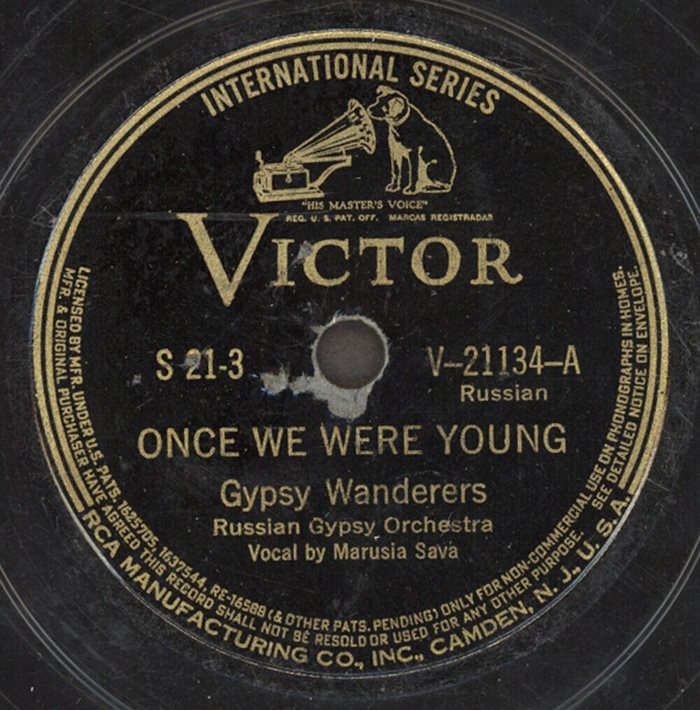 INTERNATIONAL SERIES
"HIS MASTER'S VOICE"
REG. U. S. PAT. OFF. MARCAS REGISTRADAS
VICTOR
S 21-3
V-21134-A
Russian
ONCE WE WERE YOUNG
Gypsy Wanderers
Russian Gypsy Orchestra
Vocal by Marusia Sava
LICENSED BY MFR. UNDER U.S. PATS. 1625705, 1637544, RE-16588 (& OTHER PATS. PENDING) ONLY FOR NON-COMMERCIAL USE ON PHONOGRAPHS IN HOMES.
MFR. & ORIGINAL PURCHASER HAVE AGREED THIS RECORD SHALL NOT BE RESOLD OR USED FOR ANY OTHER PURPOSE. SEE DETAILED NOTICE ON ENVELOPE.
RCA MANUFACTURING CO., INC., CAMDEN, N. J., U. S. A.